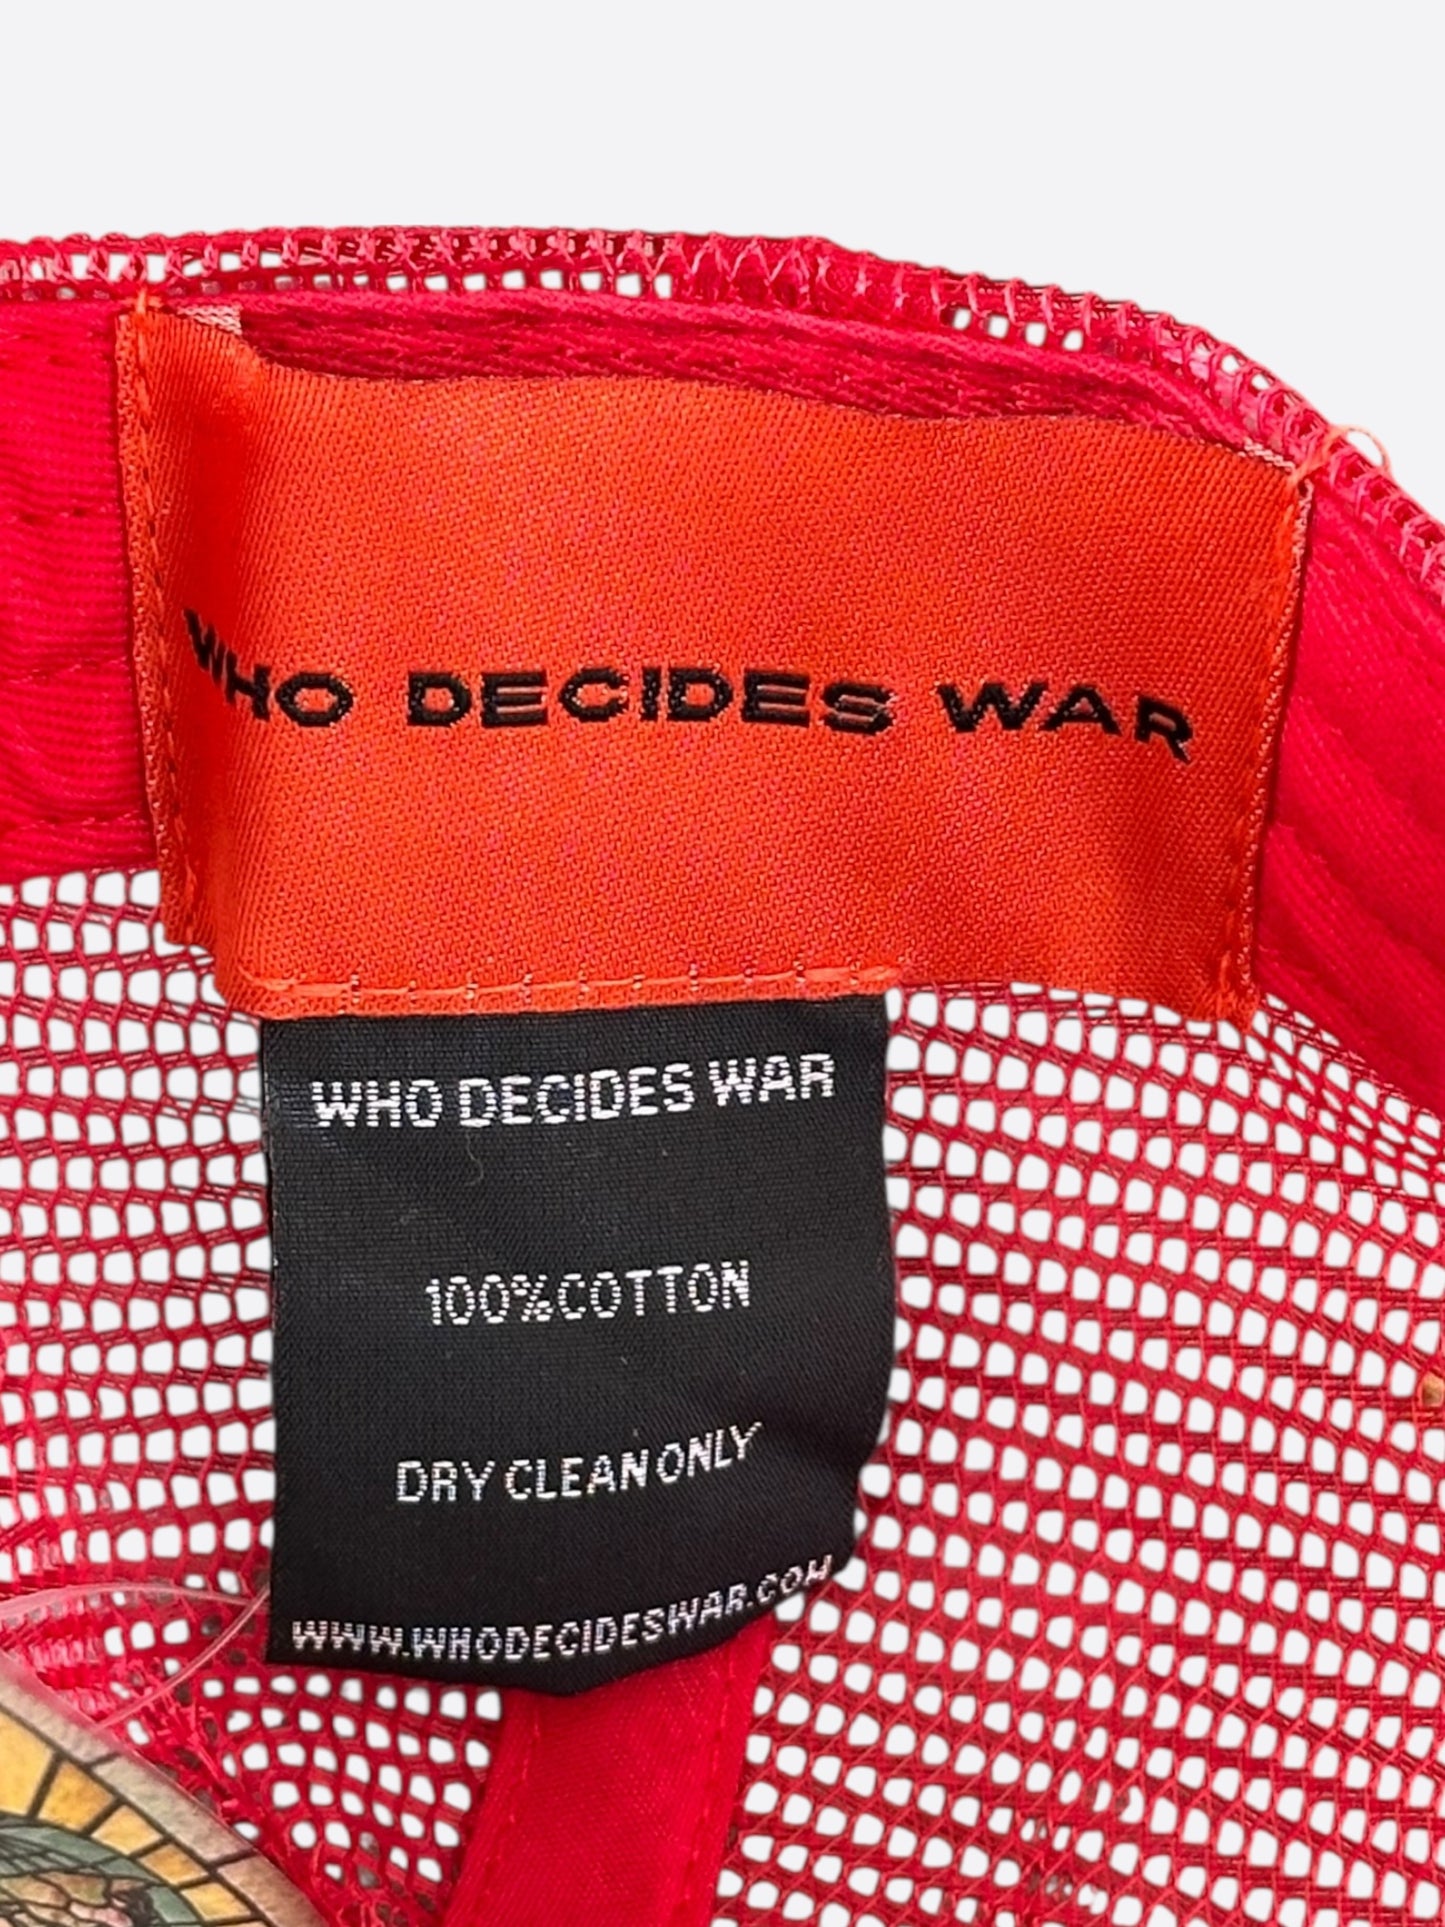 WHO DECIDES WAR
WHO DECIDES WAR
100%COTTON
DRY CLEAN ONLY
WWW.WHODECIDESWAR.COM